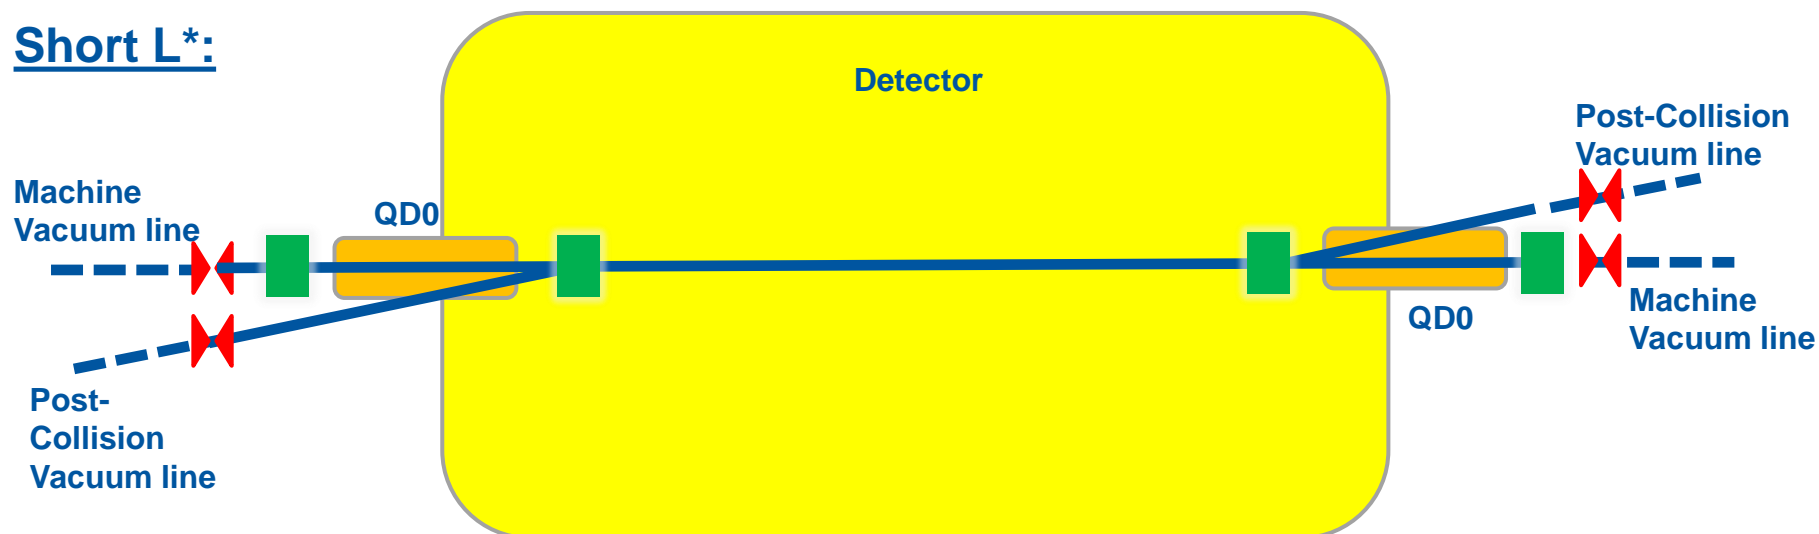 Short L*:
Detector
Post-Collision
Vacuum line
Machine
Vacuum line
QD0
QD0
Machine
Vacuum line
Post-
Collision
Vacuum line